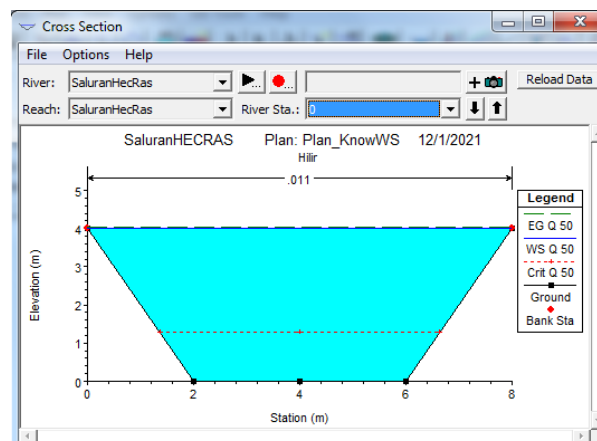 Cross Section
File Options Help
River: SaluranHecRas Reload Data
Reach: SaluranHecRas River Sta.: 0
SaluranHECRAS Plan: Plan_KnowWS 12/1/2021
Hilir
.011
Legend
EG Q 50
WS Q 50
Crit Q 50
Ground
Bank Sta
Elevation (m)
5
4
3
2
1
0
0 2 4 6 8
Station (m)